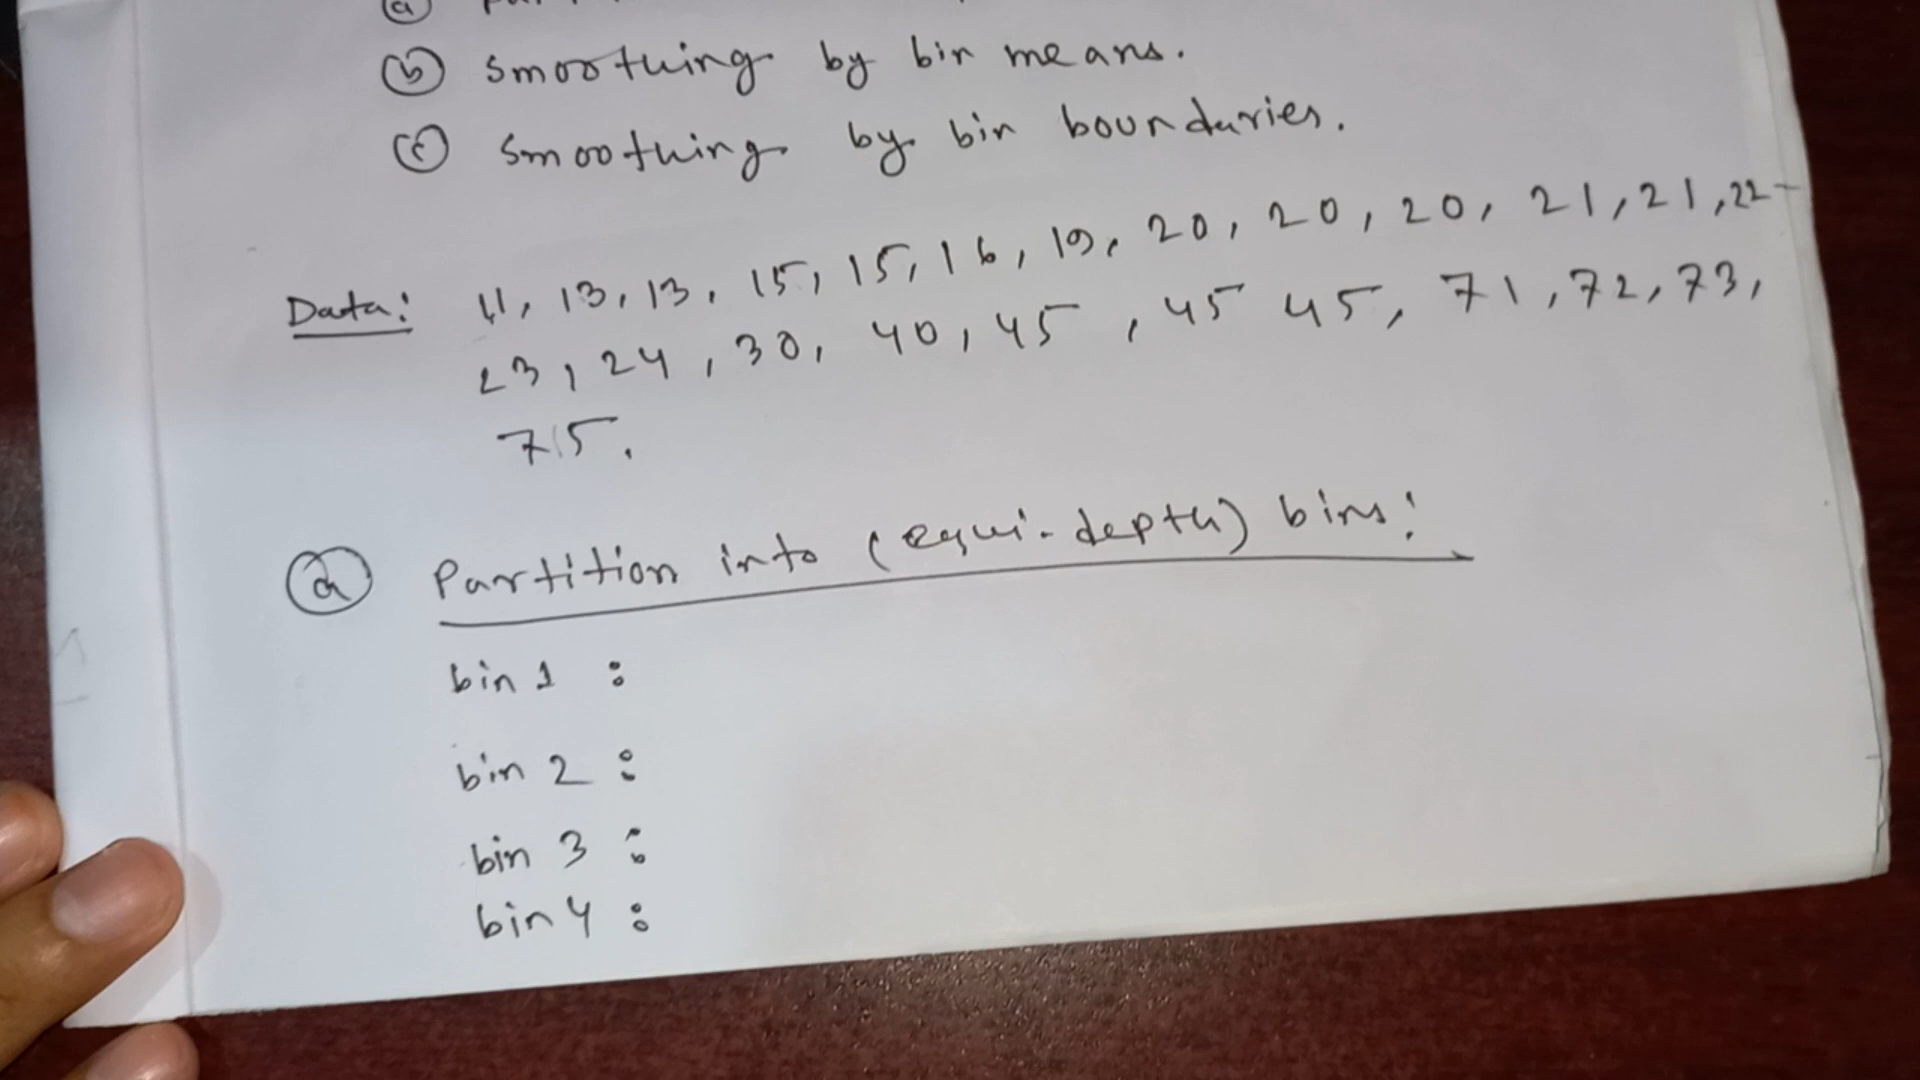 (a)
(b) smoothing by bin means.
(c) smoothing by bin boundaries.
Data: 11, 13, 13, 15, 15, 16, 19, 20, 20, 20, 21, 21, 22
23, 24, 30, 40, 45, 45 45, 71, 72, 73,
75.
(a) Partition into (equi-depth) bins:
bin 1 :
bin 2 :
bin 3 :
bin 4 :